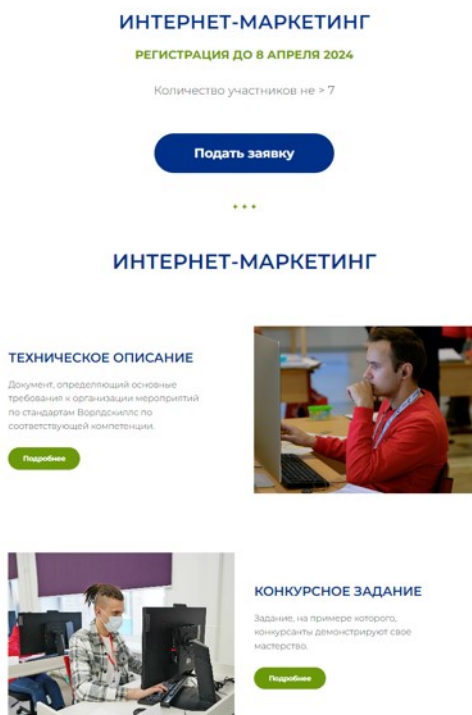 ИНТЕРНЕТ-МАРКЕТИНГ
РЕГИСТРАЦИЯ ДО 8 АПРЕЛЯ 2024
Количество участников не > 7
Подать заявку
ИНТЕРНЕТ-МАРКЕТИНГ
ТЕХНИЧЕСКОЕ ОПИСАНИЕ
Документ, определяющий основные
требования к организации мероприятий
по стандартам Ворлдскиллс по
соответствующей компетенции.
Подробнее
КОНКУРСНОЕ ЗАДАНИЕ
Задание, на примере которого,
конкурсанты демонстрируют свое
мастерство.
Подробнее